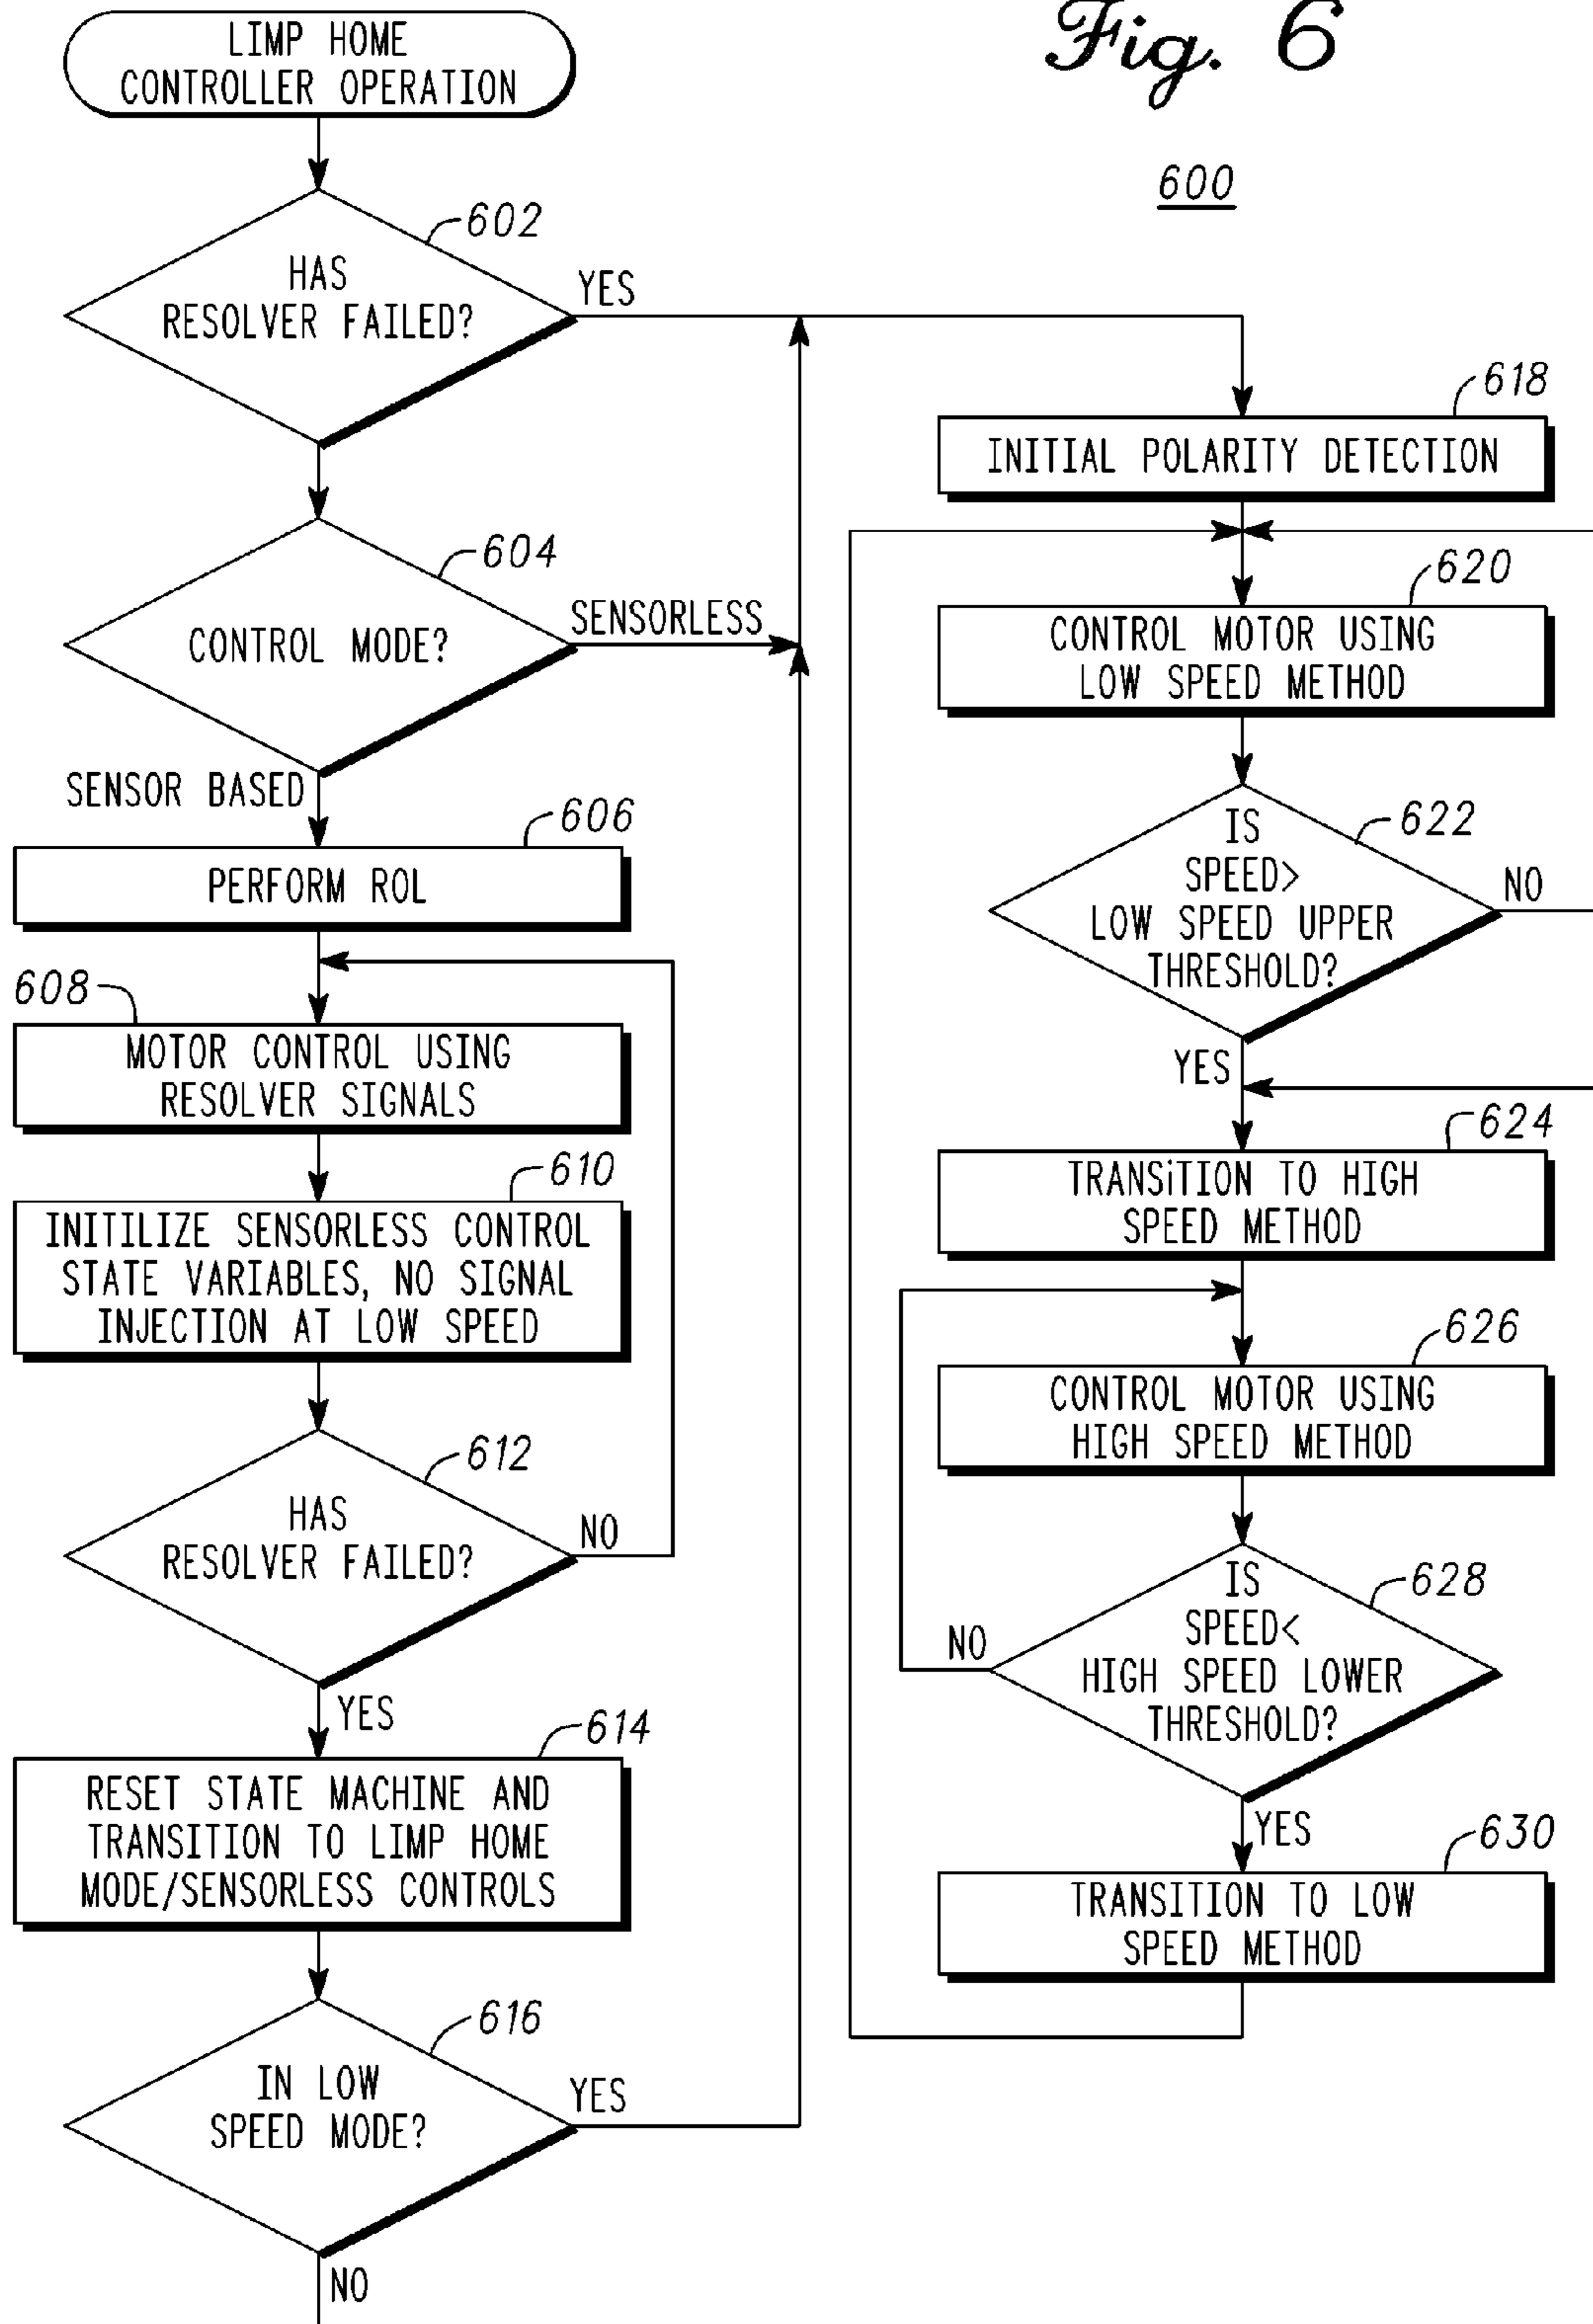 Fig. 6
600
LIMP HOME
CONTROLLER OPERATION
602
HAS
RESOLVER FAILED?
YES
604
CONTROL MODE?
SENSORLESS
SENSOR BASED
606
PERFORM ROL
608
MOTOR CONTROL USING
RESOLVER SIGNALS
610
INITILIZE SENSORLESS CONTROL
STATE VARIABLES, NO SIGNAL
INJECTION AT LOW SPEED
612
HAS
RESOLVER FAILED?
NO
YES
614
RESET STATE MACHINE AND
TRANSITION TO LIMP HOME
MODE/SENSORLESS CONTROLS
616
IN LOW
SPEED MODE?
YES
NO
618
INITIAL POLARITY DETECTION
620
CONTROL MOTOR USING
LOW SPEED METHOD
622
IS
SPEED>
LOW SPEED UPPER
THRESHOLD?
NO
YES
624
TRANSiTION TO HIGH
SPEED METHOD
626
CONTROL MOTOR USING
HIGH SPEED METHOD
628
IS
SPEED<
HIGH SPEED LOWER
THRESHOLD?
NO
YES
630
TRANSITION TO LOW
SPEED METHOD